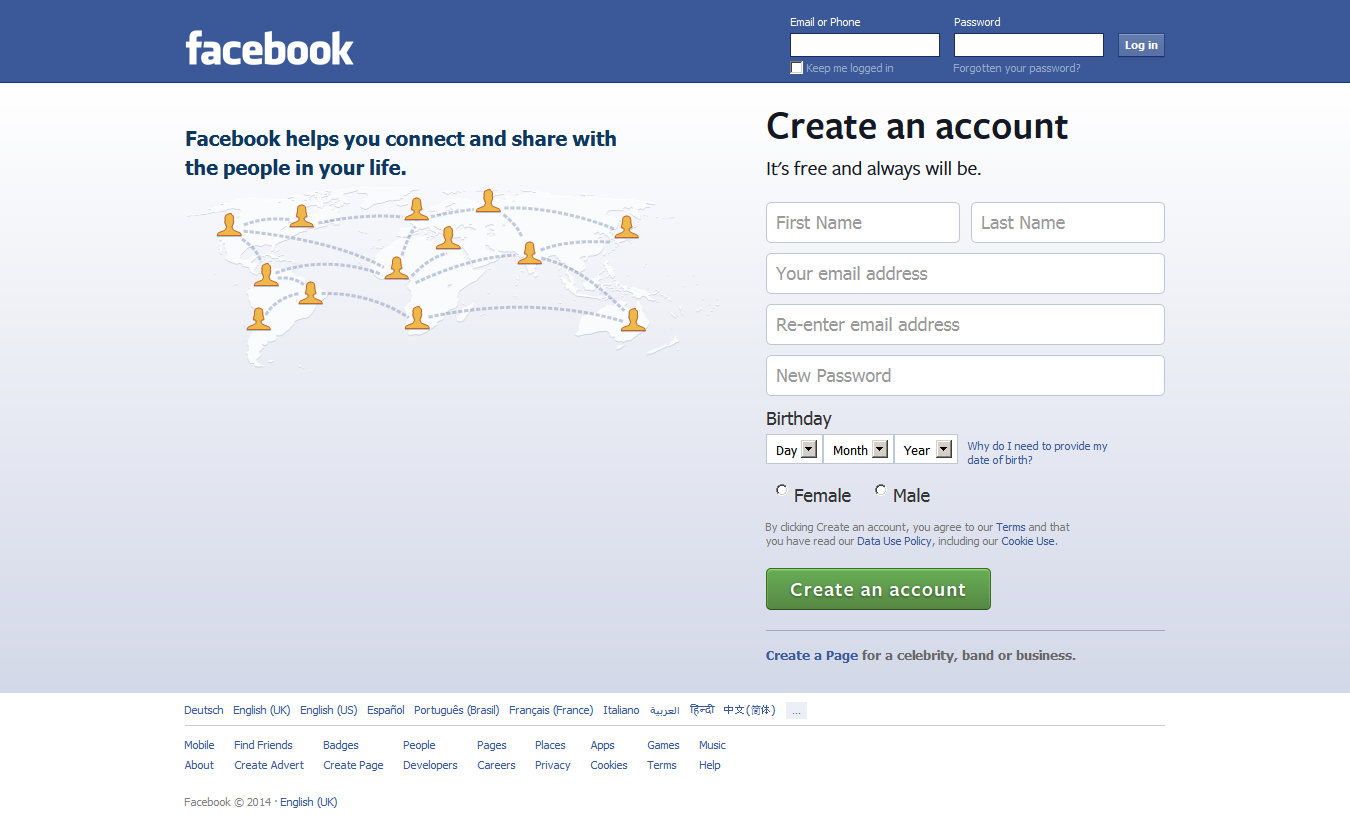 facebook
Email or Phone
Password
Log in
Keep me logged in
Forgotten your password?
Facebook helps you connect and share with
the people in your life.
Create an account
It's free and always will be.
First Name
Last Name
Your email address
Re-enter email address
New Password
Birthday
Day Month Year
Why do I need to provide my
date of birth?
Female Male
By clicking Create an account, you agree to our Terms and that
you have read our Data Use Policy, including our Cookie Use.
Create an account
Create a Page for a celebrity, band or business.
Deutsch English (UK) English (US) Español Português (Brasil) Français (France) Italiano العربية हिन्दी 中文(简体) ...
Mobile Find Friends Badges People Pages Places Apps Games Music
About Create Advert Create Page Developers Careers Privacy Cookies Terms Help
Facebook © 2014 · English (UK)